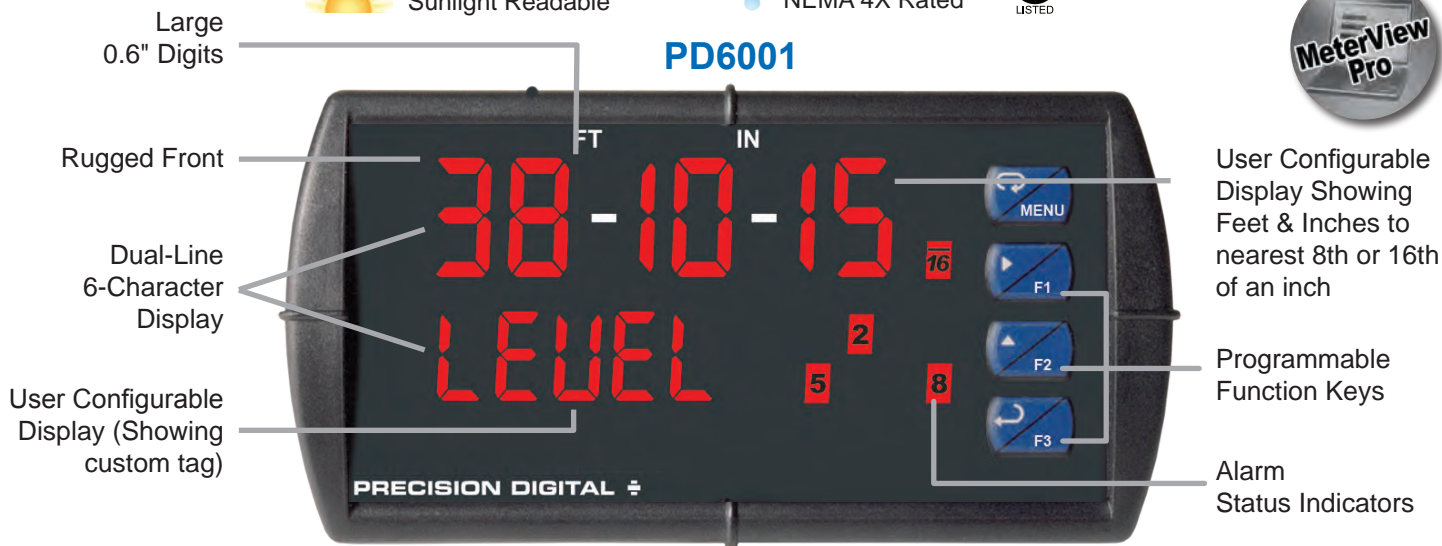 Sunlight Readable
NEMA 4X Rated
LISTED
Large
0.6" Digits
PD6001
MeterView
Pro
Rugged Front
FT
IN
38-10-15
16
MENU
F1
F2
F3
User Configurable
Display Showing
Feet & Inches to
nearest 8th or 16th
of an inch
Dual-Line
6-Character
Display
LEVEL
2
5
8
Programmable
Function Keys
User Configurable
Display (Showing
custom tag)
Alarm
Status Indicators
PRECISION DIGITAL